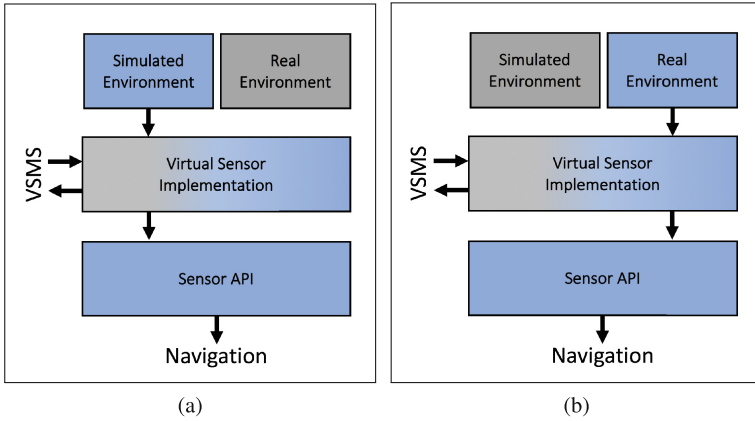 Simulated
Environment
Real
Environment
VSMS
Virtual Sensor
Implementation
Sensor API
Navigation
(a)
Simulated
Environment
Real
Environment
VSMS
Virtual Sensor
Implementation
Sensor API
Navigation
(b)